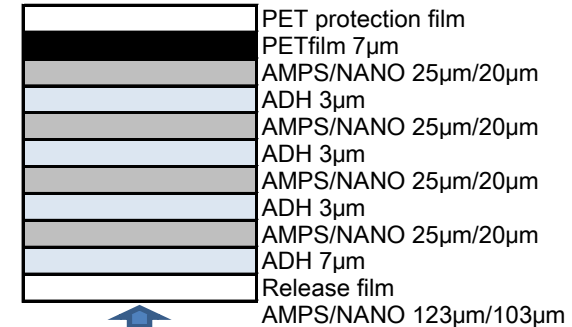 PET protection film
PETfilm 7µm
AMPS/NANO 25µm/20µm
ADH 3µm
AMPS/NANO 25µm/20µm
ADH 3µm
AMPS/NANO 25µm/20µm
ADH 3µm
AMPS/NANO 25µm/20µm
ADH 7µm
Release film
AMPS/NANO 123µm/103µm